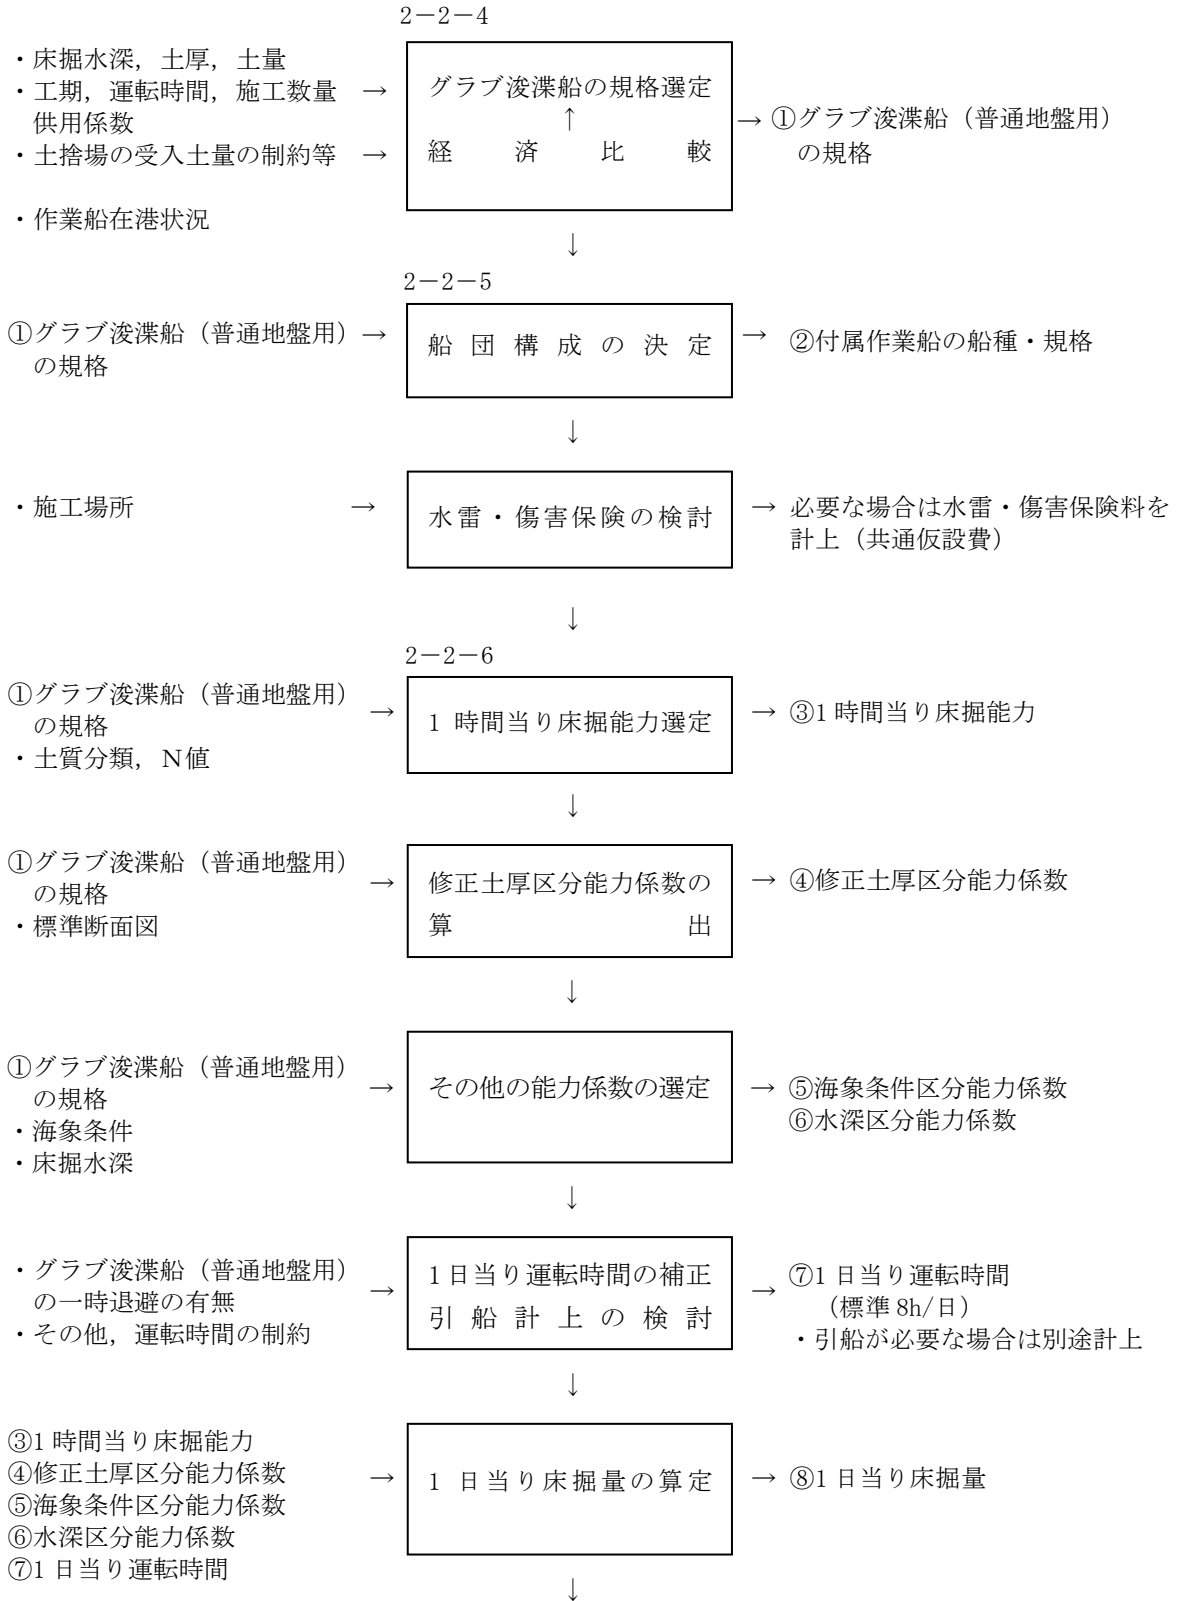 2-2-4
・床掘水深，土厚，土量
・工期，運転時間，施工数量 →
供用係数
・土捨場の受入土量の制約等 →
・作業船在港状況
グラブ浚渫船の規格選定
↑
経済比較
→ ①グラブ浚渫船（普通地盤用）
の規格
↓
2-2-5
①グラブ浚渫船（普通地盤用） →
の規格
船団構成の決定
→ ②付属作業船の船種・規格
↓
・施工場所 →
水雷・傷害保険の検討
→ 必要な場合は水雷・傷害保険料を
計上（共通仮設費）
↓
2-2-6
①グラブ浚渫船（普通地盤用）
の規格 →
・土質分類，Ｎ値
1 時間当り床掘能力選定
→ ③1 時間当り床掘能力
↓
①グラブ浚渫船（普通地盤用）
の規格 →
・標準断面図
修正土厚区分能力係数の
算出
→ ④修正土厚区分能力係数
↓
①グラブ浚渫船（普通地盤用）
の規格 →
・海象条件
・床掘水深
その他の能力係数の選定
→ ⑤海象条件区分能力係数
⑥水深区分能力係数
↓
・グラブ浚渫船（普通地盤用）
の一時退避の有無 →
・その他，運転時間の制約
1日当り運転時間の補正
引船計上の検討
→ ⑦1 日当り運転時間
（標準 8h/日）
・引船が必要な場合は別途計上
↓
③1 時間当り床掘能力
④修正土厚区分能力係数 →
⑤海象条件区分能力係数
⑥水深区分能力係数
⑦1 日当り運転時間
1 日当り床掘量の算定
→ ⑧1 日当り床掘量
↓